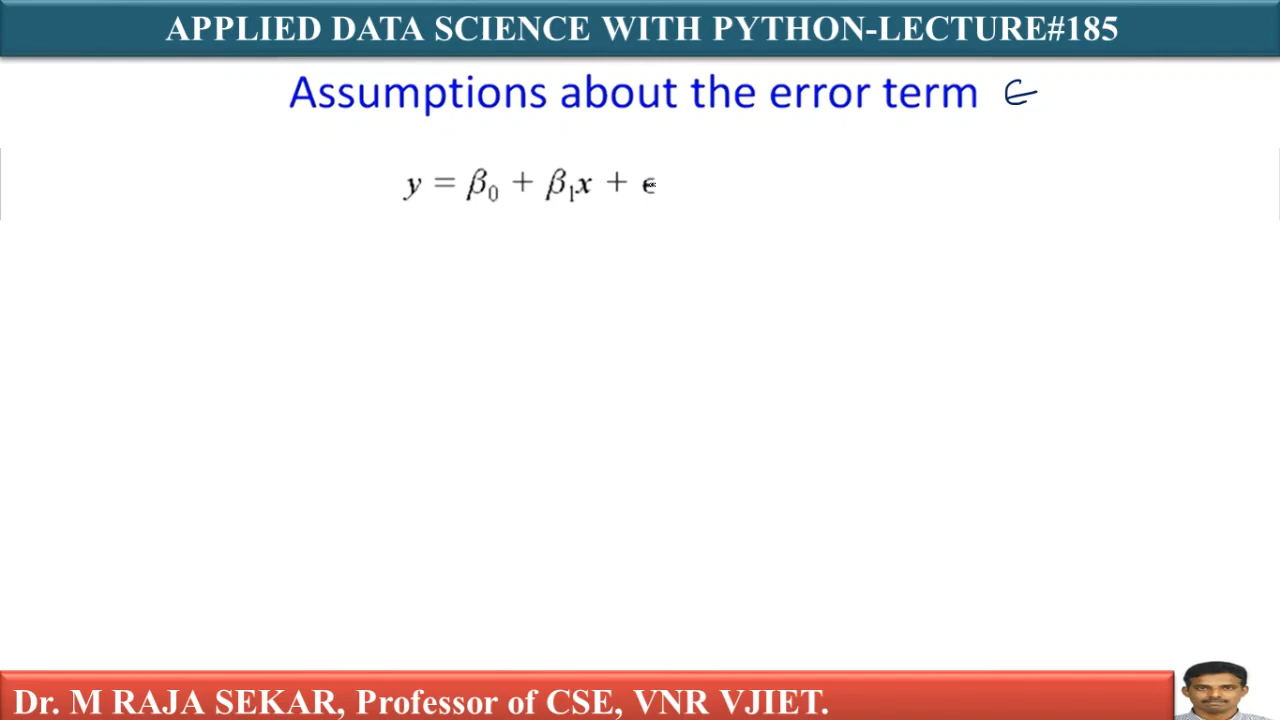 APPLIED DATA SCIENCE WITH PYTHON-LECTURE#185
Assumptions about the error term ϵ
y = β₀ + β₁x + ϵ
Dr. M RAJA SEKAR, Professor of CSE, VNR VJIET.